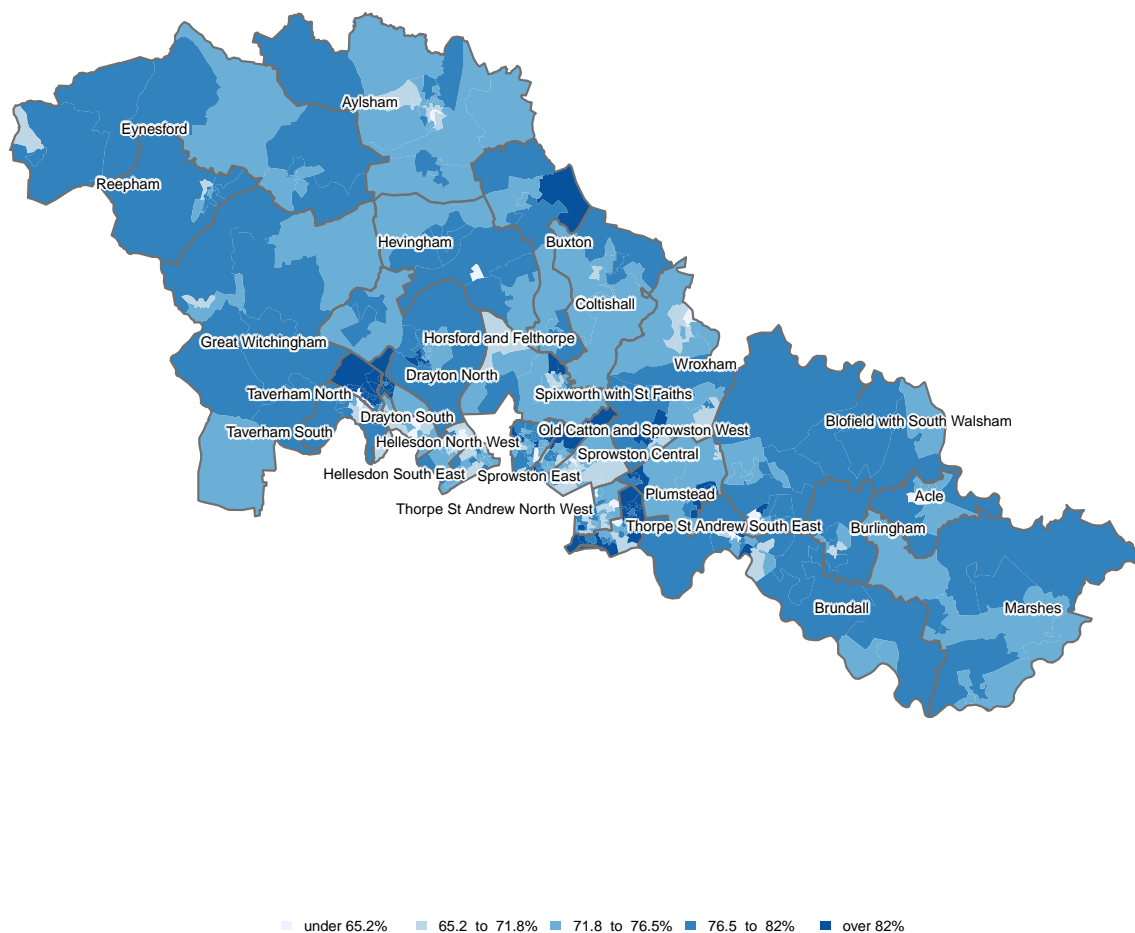 Aylsham
Eynesford
Reepham
Hevingham
Buxton
Coltishall
Great Witchingham
Horsford and Felthorpe
Wroxham
Drayton North
Taverham North
Spixworth with St Faiths
Drayton South
Blofield with South Walsham
Taverham South
Old Catton and Sprowston West
Hellesdon North West
Sprowston Central
Hellesdon South East
Sprowston East
Plumstead
Acle
Thorpe St Andrew North West
Thorpe St Andrew South East
Burlingham
Brundall
Marshes
under 65.2% 65.2 to 71.8% 71.8 to 76.5% 76.5 to 82% over 82%